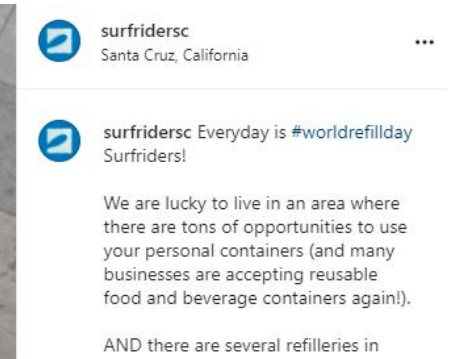 surfridersc
Santa Cruz, California
surfridersc Everyday is #worldrefillday
Surfriders!
We are lucky to live in an area where
there are tons of opportunities to use
your personal containers (and many
businesses are accepting reusable
food and beverage containers again!).
AND there are several refilleries in